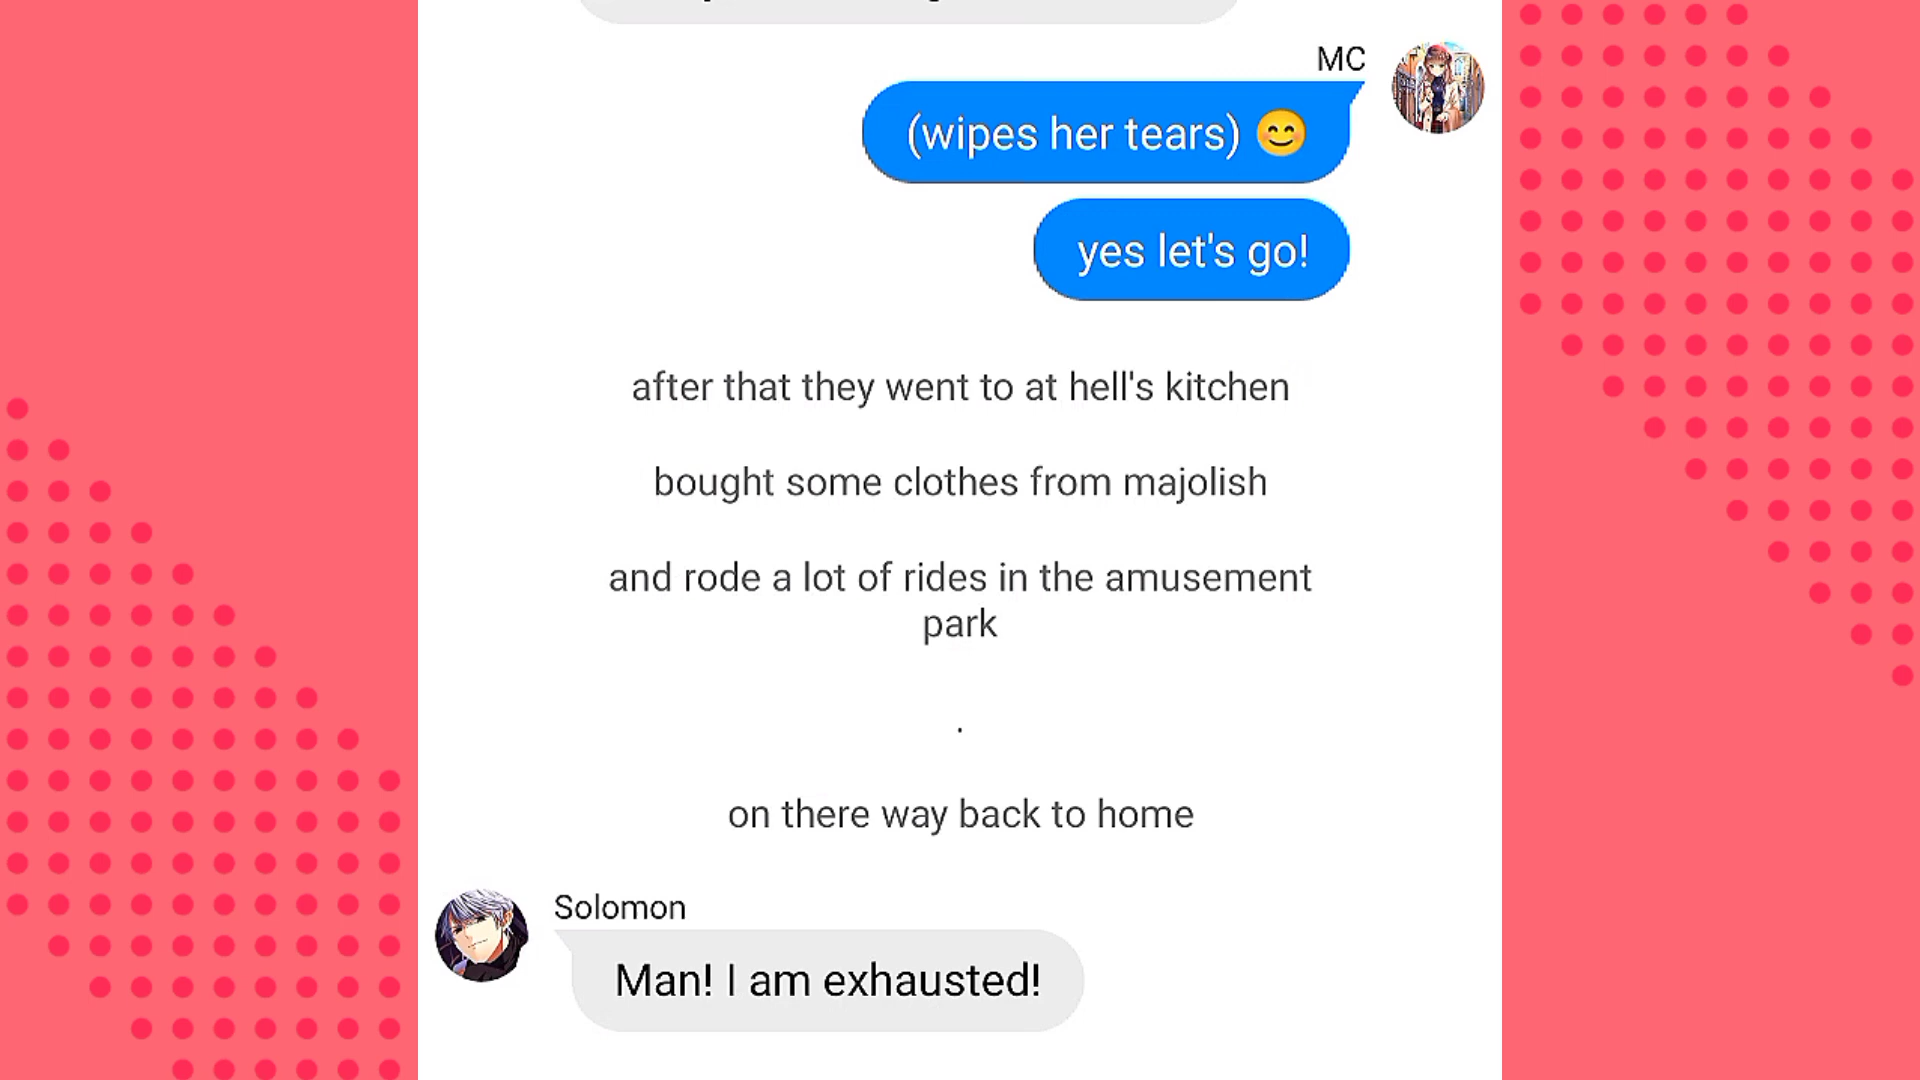 MC
(wipes her tears) 😊
yes let's go!
after that they went to at hell's kitchen
bought some clothes from majolish
and rode a lot of rides in the amusement
park
.
on there way back to home
Solomon
Man! I am exhausted!